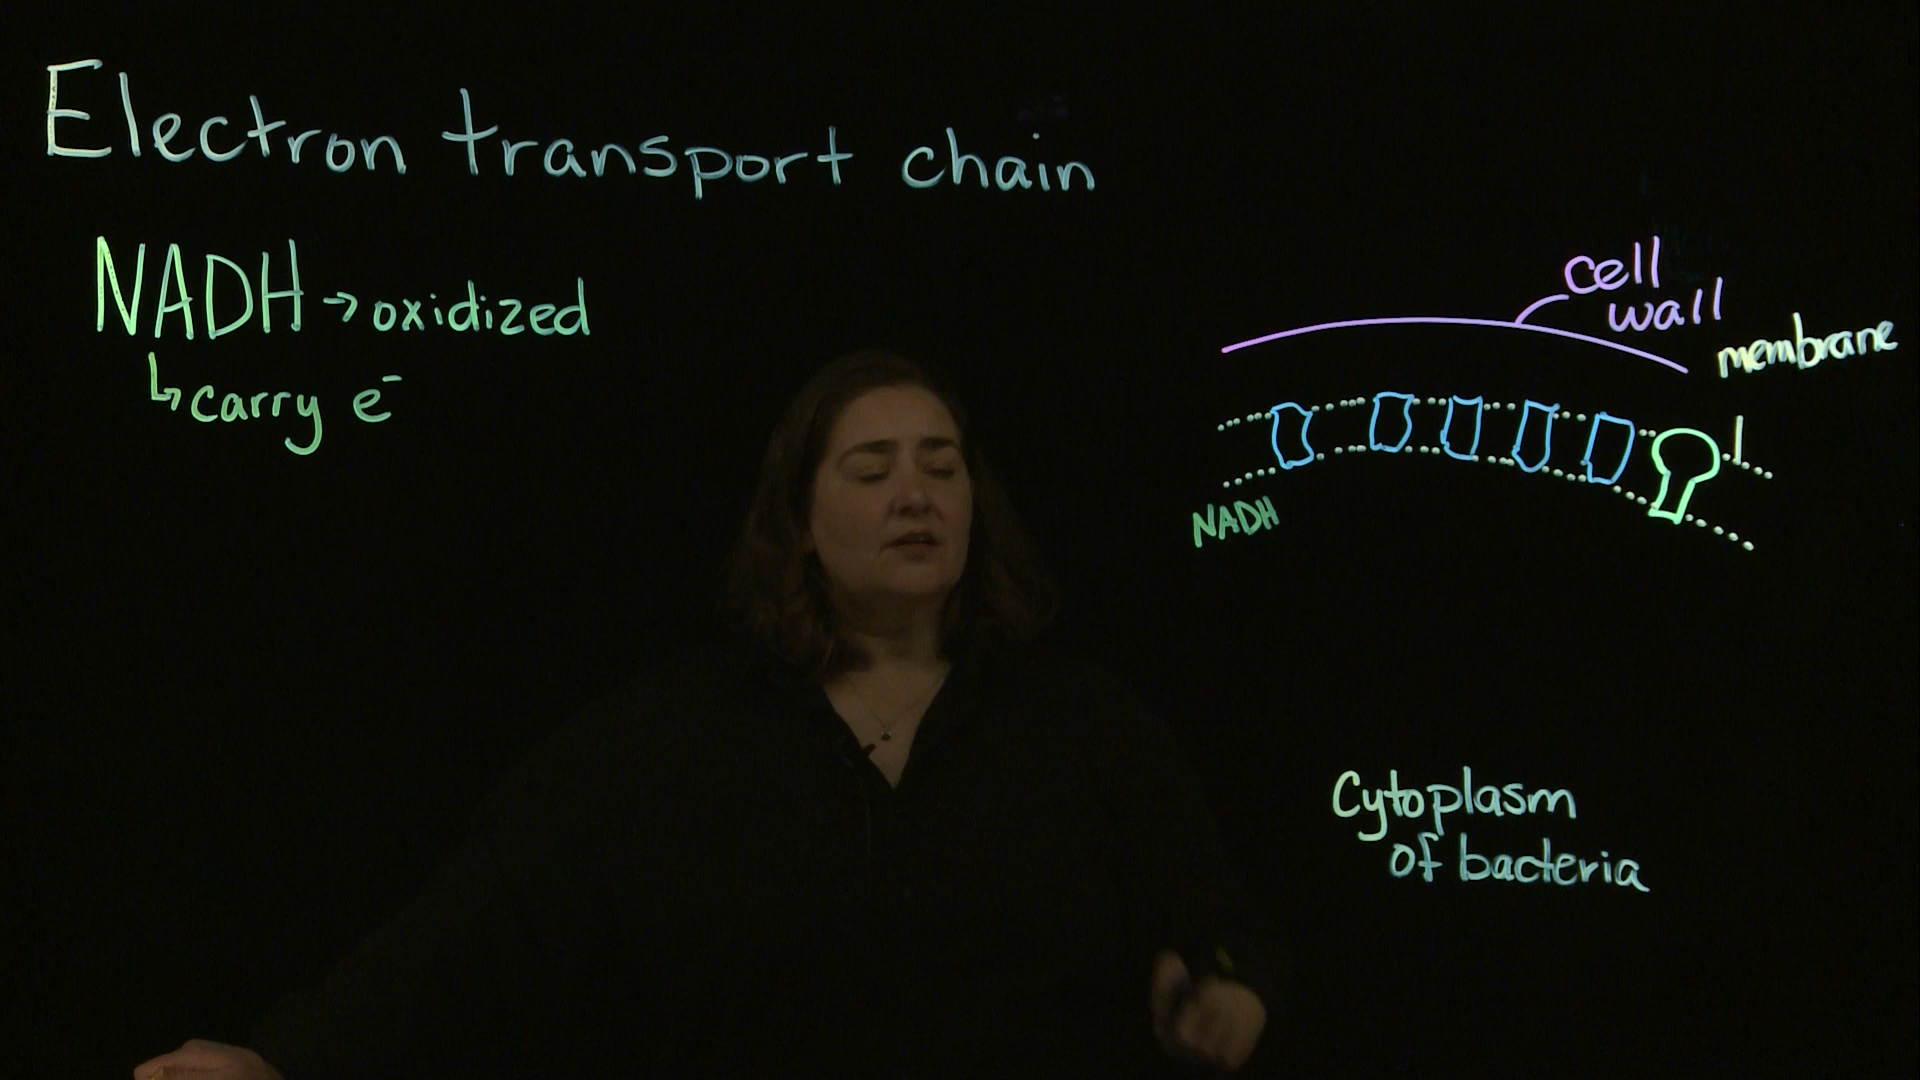 Electron transport chain
NADH → oxidized
↳ carry e⁻
cell
wall
membrane
NADH
Cytoplasm
of bacteria